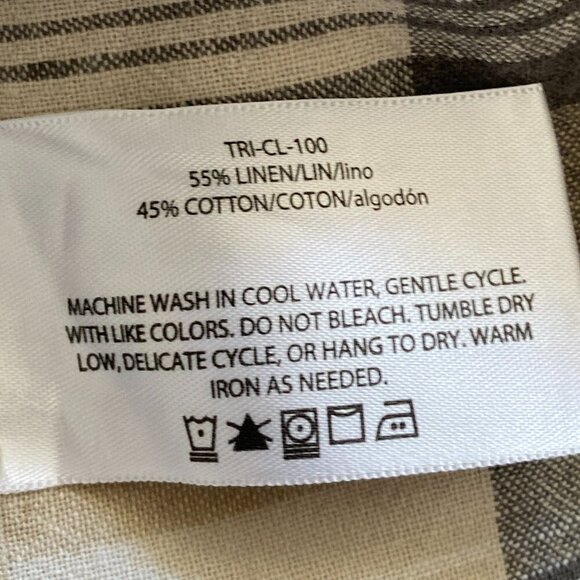 TRI-CL-100
55% LINEN/LIN/lino
45% COTTON/COTON/algodón
MACHINE WASH IN COOL WATER, GENTLE CYCLE.
WITH LIKE COLORS. DO NOT BLEACH. TUMBLE DRY
LOW, DELICATE CYCLE, OR HANG TO DRY. WARM
IRON AS NEEDED.